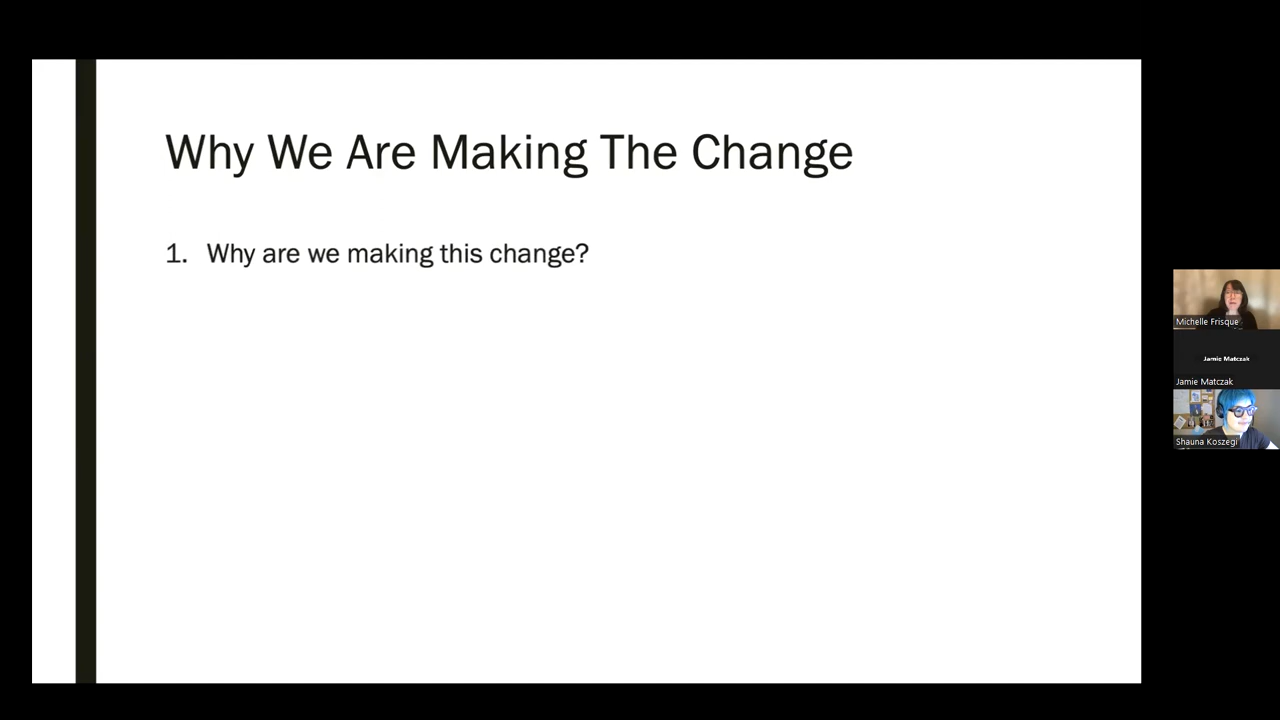 Why We Are Making The Change
1. Why are we making this change?
Michelle Frisque
Jamie Matczak
Jamie Matczak
Shauna Koszegi